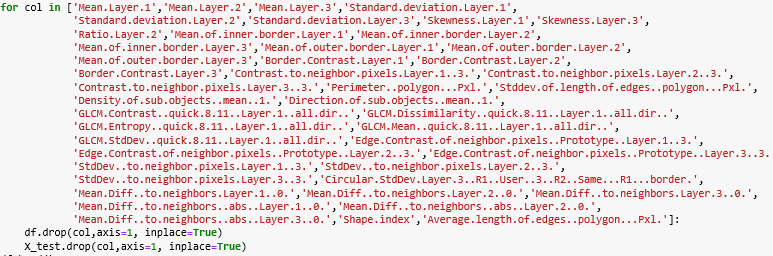 for col in ['Mean.Layer.1','Mean.Layer.2','Mean.Layer.3','Standard.deviation.Layer.1',
'Standard.deviation.Layer.2','Standard.deviation.Layer.3','Skewness.Layer.1','Skewness.Layer.3',
'Ratio.Layer.2','Mean.of.inner.border.Layer.1','Mean.of.inner.border.Layer.2',
'Mean.of.inner.border.Layer.3','Mean.of.outer.border.Layer.1','Mean.of.outer.border.Layer.2',
'Mean.of.outer.border.Layer.3','Border.Contrast.Layer.1','Border.Contrast.Layer.2',
'Border.Contrast.Layer.3','Contrast.to.neighbor.pixels.Layer.1..3.','Contrast.to.neighbor.pixels.Layer.2..3.',
'Contrast.to.neighbor.pixels.Layer.3..3.','Perimeter..polygon...Pxl.','Stddev.of.length.of.edges..polygon...Pxl.',
'Density.of.sub.objects..mean..1.','Direction.of.sub.objects..mean..1.',
'GLCM.Contrast..quick.8.11..Layer.1..all.dir..','GLCM.Dissimilarity..quick.8.11..Layer.1..all.dir..',
'GLCM.Entropy..quick.8.11..Layer.1..all.dir..','GLCM.Mean..quick.8.11..Layer.1..all.dir..',
'GLCM.StdDev..quick.8.11..Layer.1..all.dir..','Edge.Contrast.of.neighbor.pixels..Prototype..Layer.1..3.',
'Edge.Contrast.of.neighbor.pixels..Prototype..Layer.2..3.','Edge.Contrast.of.neighbor.pixels..Prototype..Layer.3..3.
'StdDev..to.neighbor.pixels.Layer.1..3.','StdDev..to.neighbor.pixels.Layer.2..3.',
'StdDev..to.neighbor.pixels.Layer.3..3.','Circular.StdDev.Layer.3..R1..User..3..R2..Same...R1...border.',
'Mean.Diff..to.neighbors.Layer.1..0.','Mean.Diff..to.neighbors.Layer.2..0.','Mean.Diff..to.neighbors.Layer.3..0.',
'Mean.Diff..to.neighbors..abs..Layer.1..0.','Mean.Diff..to.neighbors..abs..Layer.2..0.',
'Mean.Diff..to.neighbors..abs..Layer.3..0.','Shape.index','Average.length.of.edges..polygon...Pxl.']:
df.drop(col,axis=1, inplace=True)
X_test.drop(col,axis=1, inplace=True)